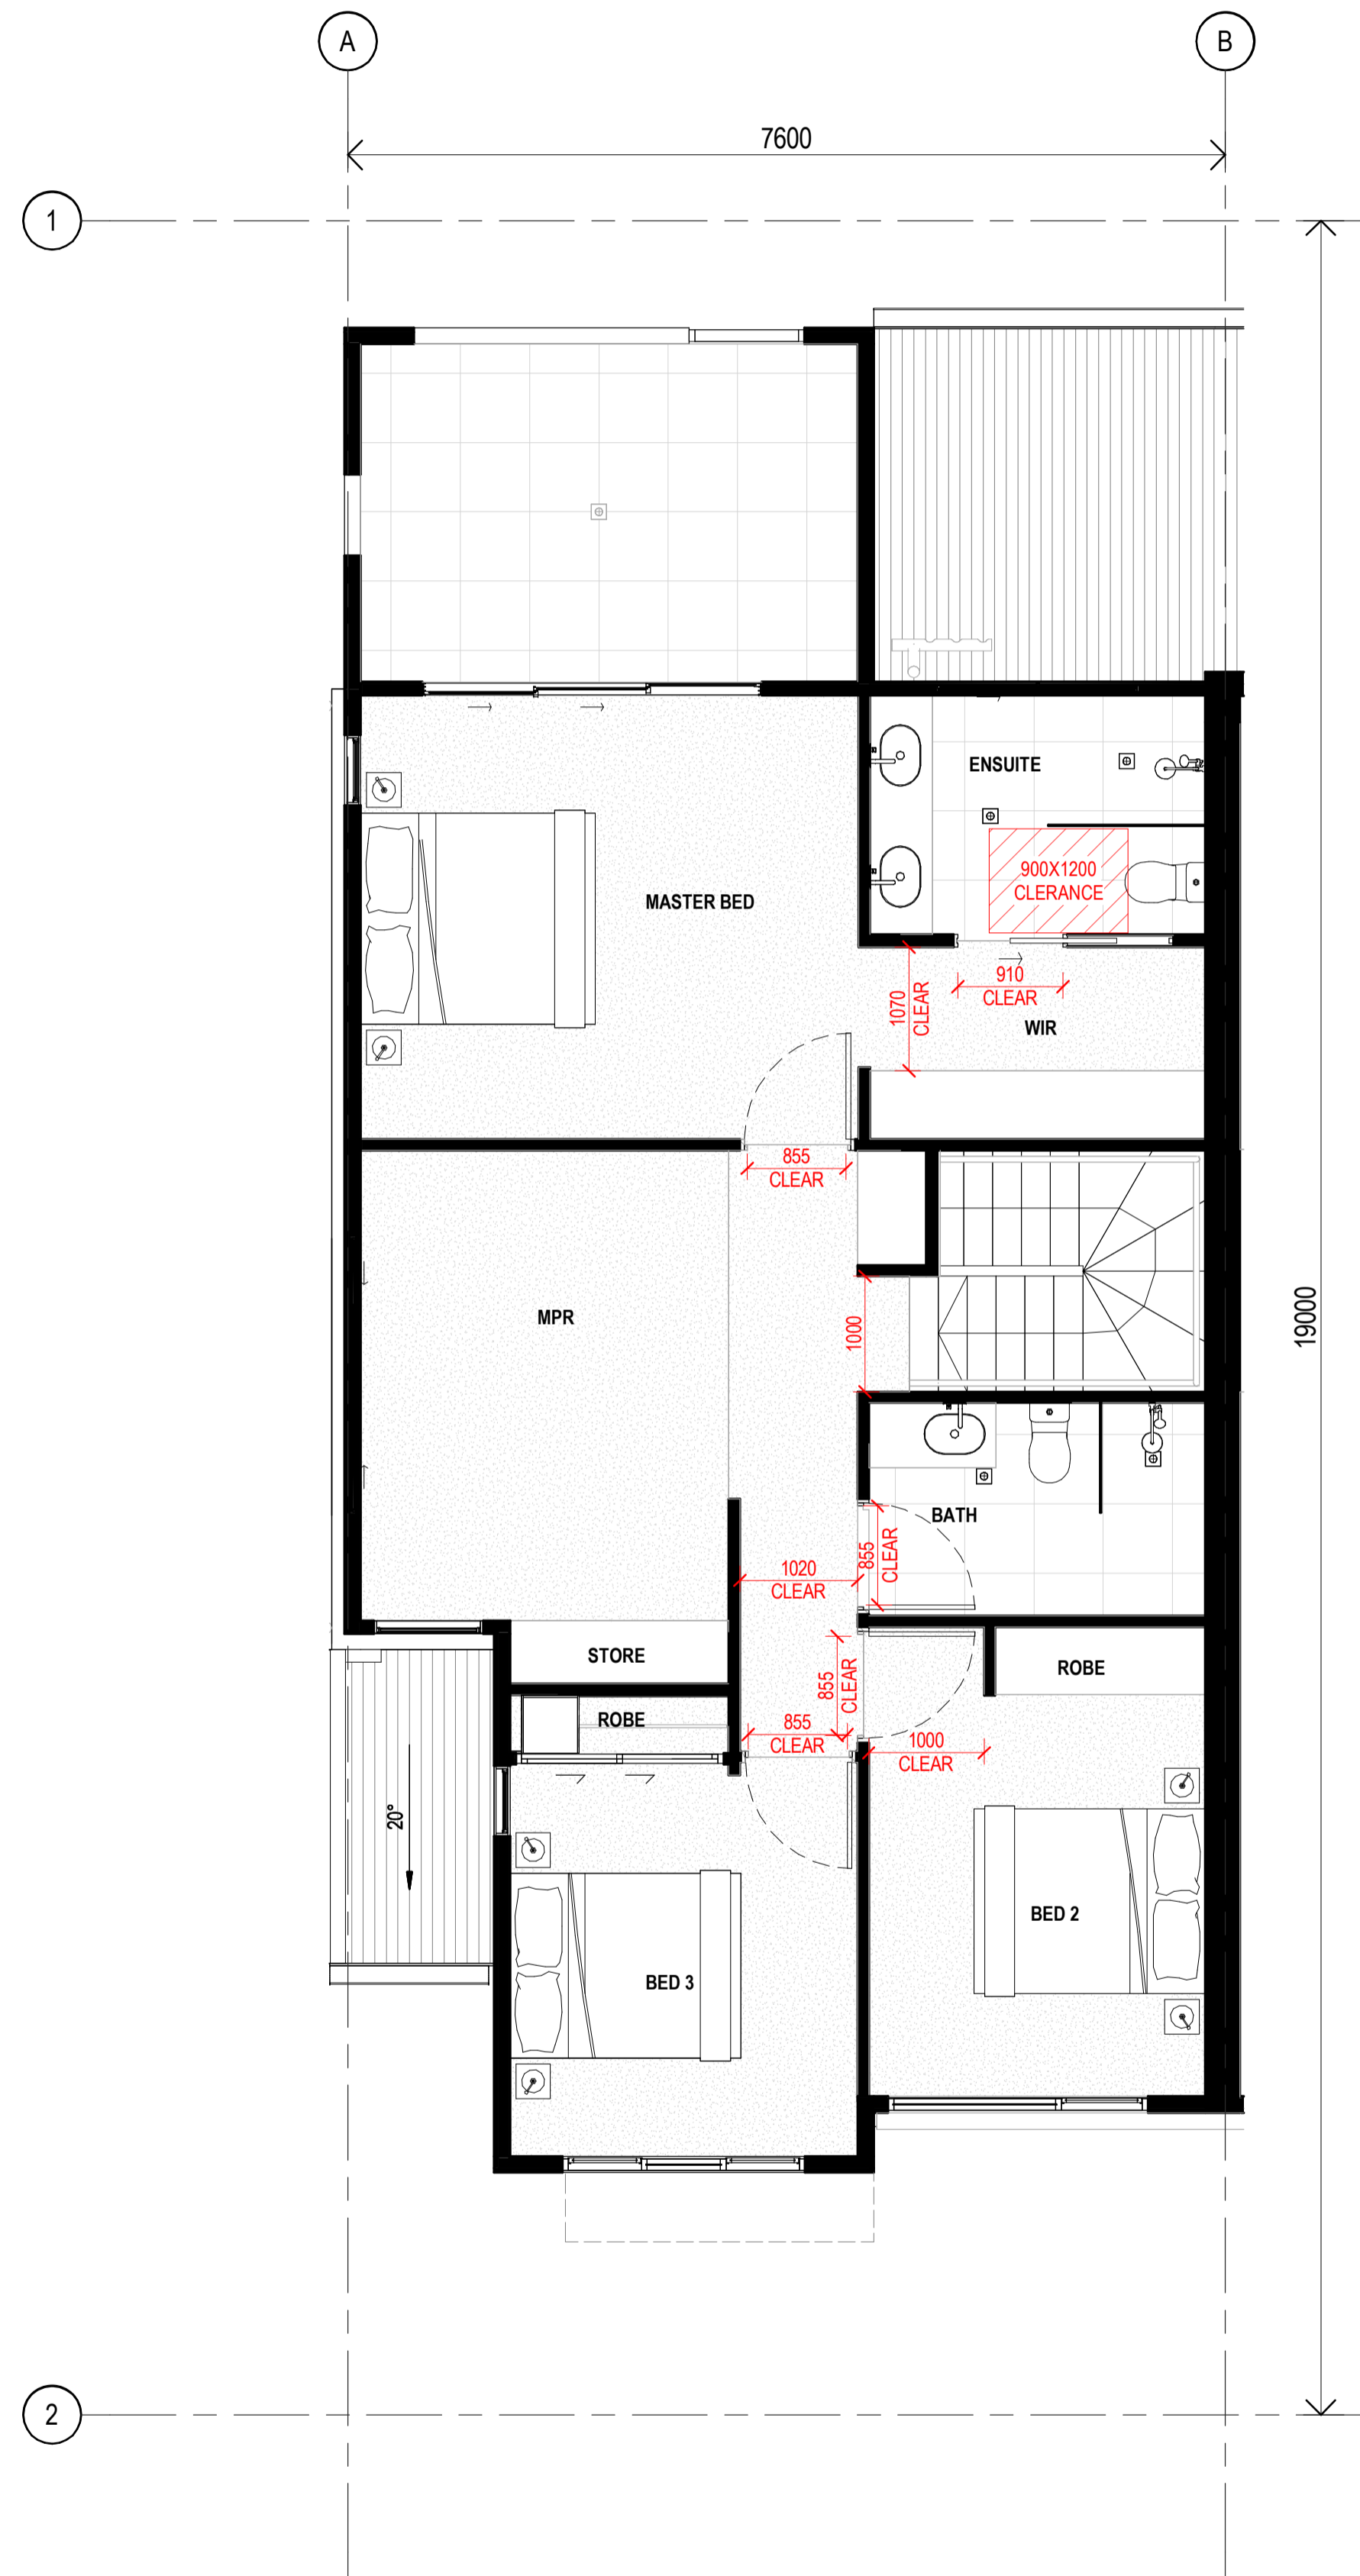 A
B
7600
1
ENSUITE
900X1200
CLERANCE
MASTER BED
910
CLEAR
1070
CLEAR
WIR
855
CLEAR
MPR
1000
19000
BATH
855
CLEAR
1020
CLEAR
STORE
ROBE
855
CLEAR
ROBE
855
CLEAR
1000
CLEAR
20°
BED 2
BED 3
2